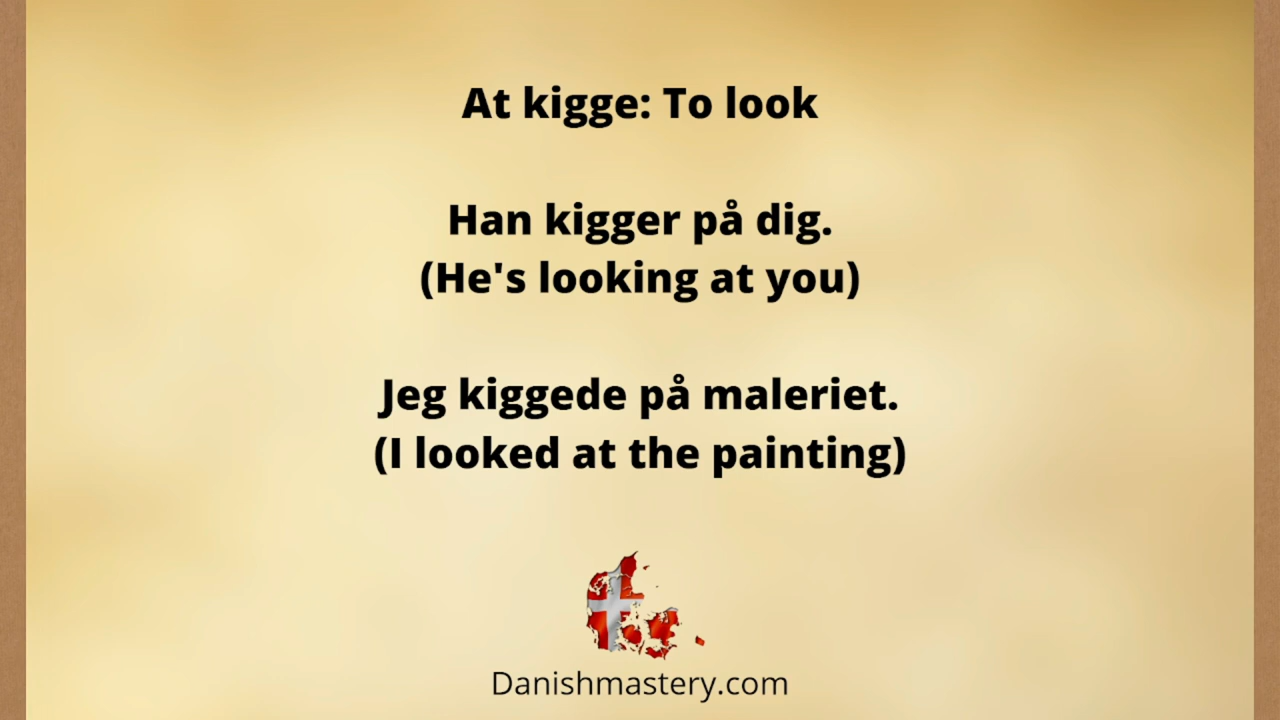 At kigge: To look
Han kigger på dig.
(He's looking at you)
Jeg kiggede på maleriet.
(I looked at the painting)
Danishmastery.com